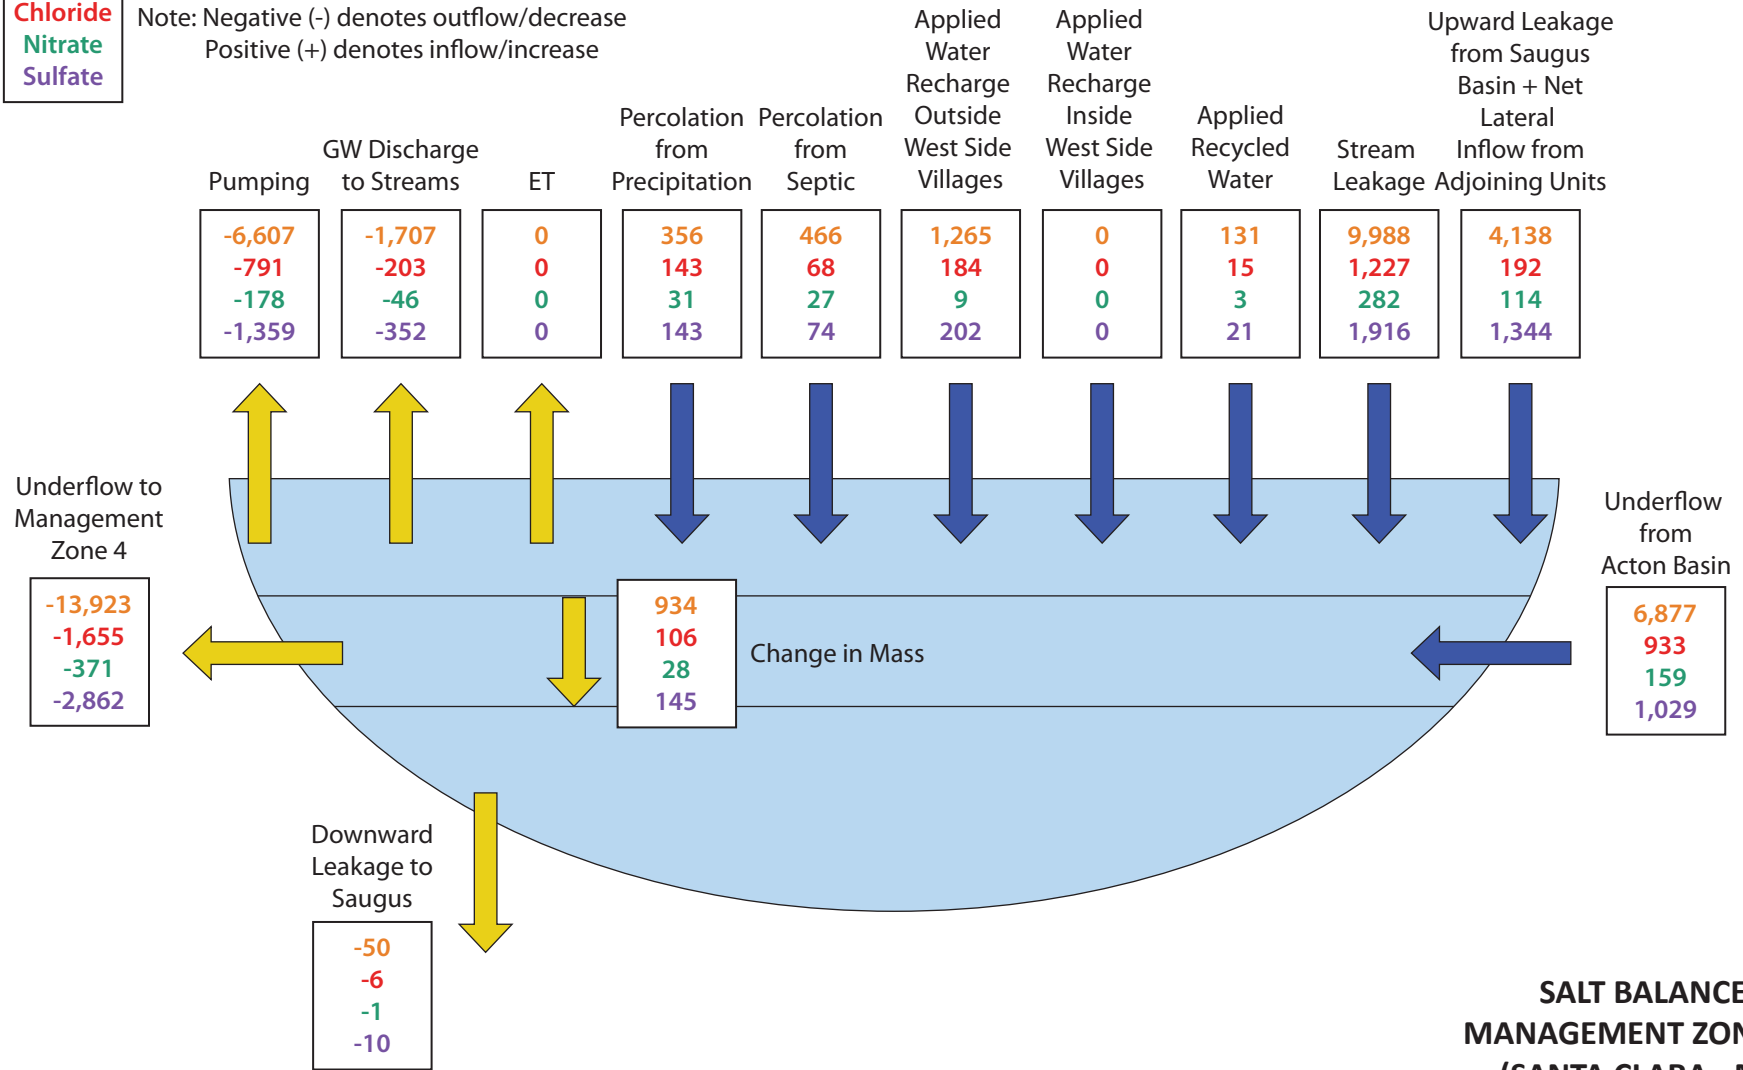 Chloride
Nitrate
Sulfate
Note: Negative (-) denotes outflow/decrease
Positive (+) denotes inflow/increase
Pumping
-6,607
-791
-178
-1,359
GW Discharge
to Streams
-1,707
-203
-46
-352
ET
0
0
0
0
Percolation
from
Precipitation
356
143
31
143
Percolation
from
Septic
466
68
27
74
Applied
Water
Recharge
Outside
West Side
Villages
1,265
184
9
202
Applied
Water
Recharge
Inside
West Side
Villages
0
0
0
0
Applied
Recycled
Water
131
15
3
21
Stream
Leakage
9,988
1,227
282
1,916
Upward Leakage
from Saugus
Basin + Net
Lateral
Inflow from
Adjoining Units
4,138
192
114
1,344
Underflow to
Management
Zone 4
-13,923
-1,655
-371
-2,862
934
106
28
145
Change in Mass
Underflow
from
Acton Basin
6,877
933
159
1,029
Downward
Leakage to
Saugus
-50
-6
-1
-10
SALT BALANCE
MANAGEMENT ZON
(SANTA CLARA -